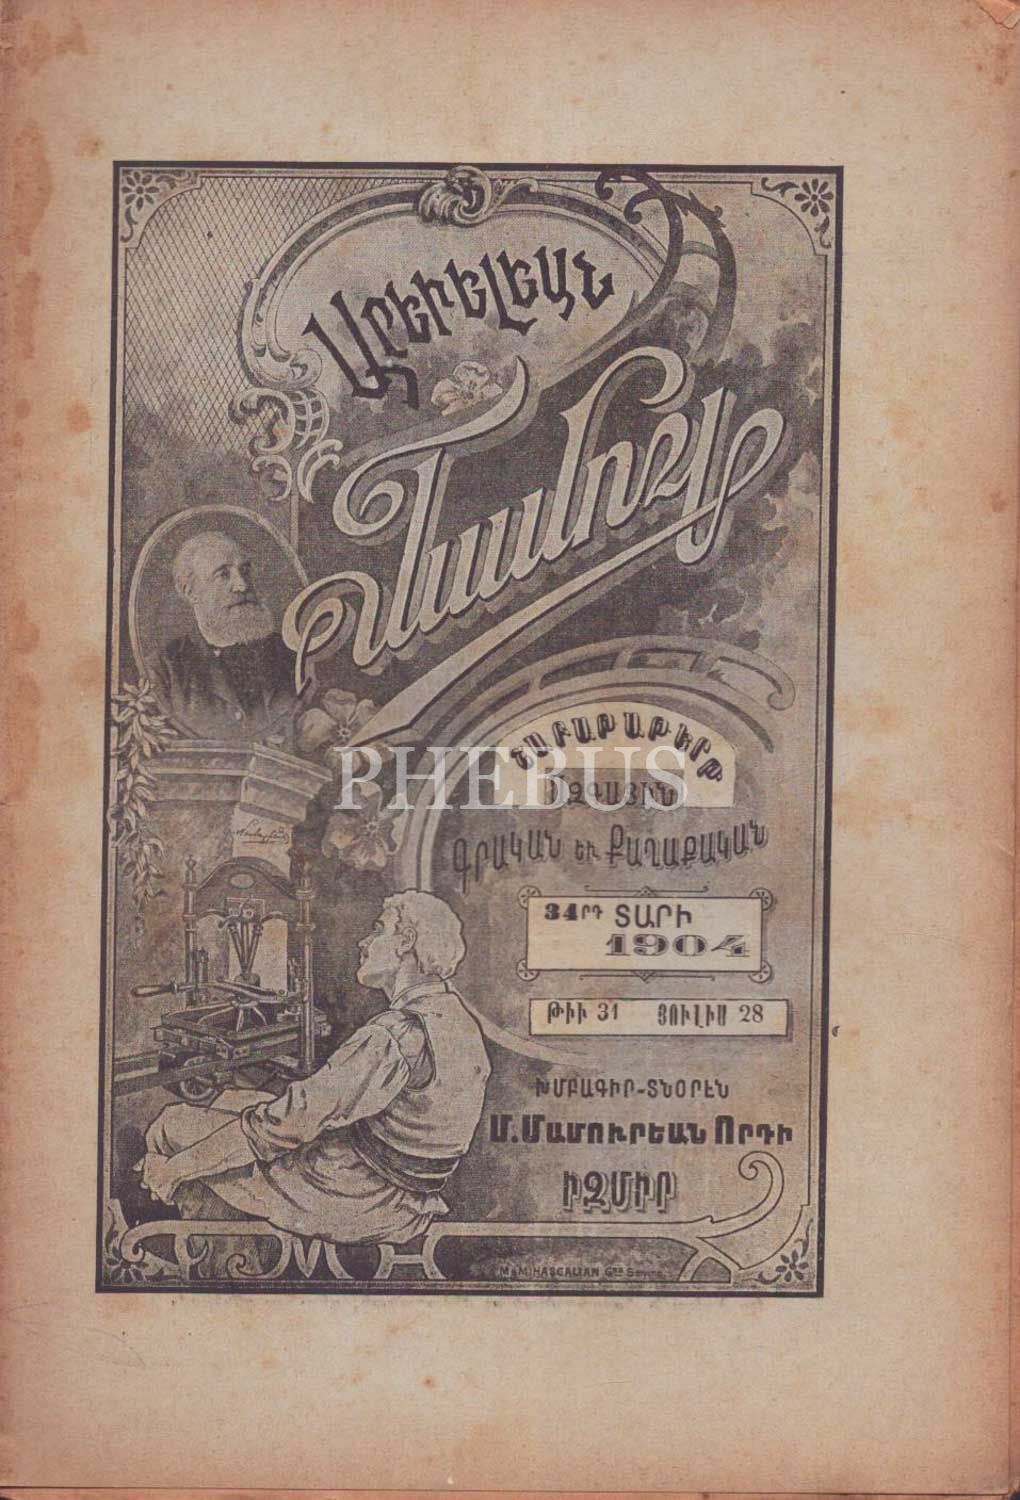 Արեւելեան
Մամուլ
ՇԱԲԱԹԱԹԵՐԹ
ԱԶԳԱՅԻՆ
ԳՐԱԿԱՆ ԵՒ ՔԱՂԱՔԱԿԱՆ
34ՐԴ ՏԱՐԻ
1904
ԹԻՒ 31 ՅՈՒԼԻՍ 28
ԽՄԲԱԳԻՐ-ՏՆՕՐԷՆ
Մ.ՄԱՄՈՒՐԵԱՆ ՈՐԴԻ
ԻԶՄԻՐ
PHEBUS